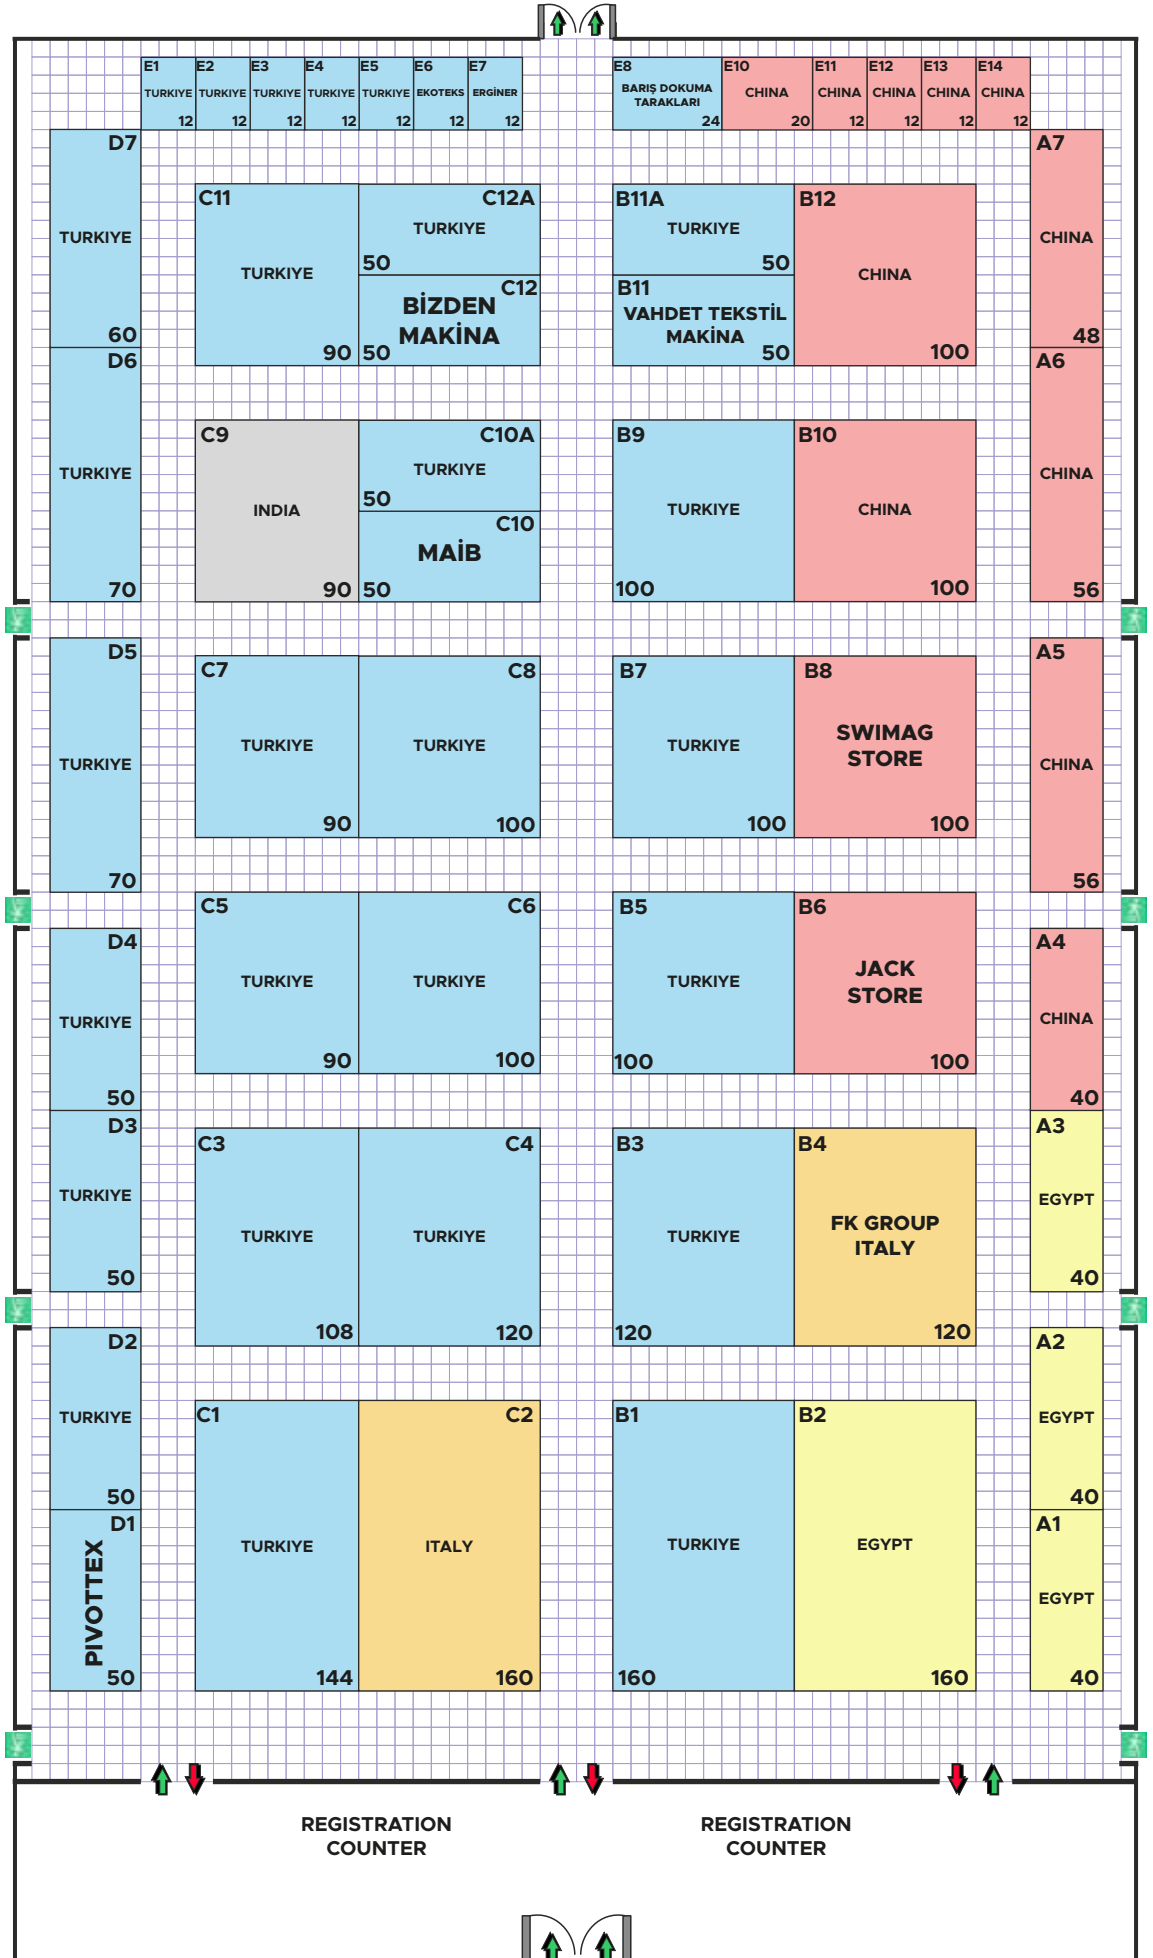 E1
TURKIYE
12
E2
TURKIYE
12
E3
TURKIYE
12
E4
TURKIYE
12
E5
TURKIYE
12
E6
EKOTEKS
12
E7
ERGİNER
12
E8
BARIŞ DOKUMA
TARAKLARI
24
E10
CHINA
20
E11
CHINA
12
E12
CHINA
12
E13
CHINA
12
E14
CHINA
12
D7
TURKIYE
60
C11
TURKIYE
90
C12A
TURKIYE
50
C12
BİZDEN
MAKİNA
50
B11A
TURKIYE
50
B11
VAHDET TEKSTİL
MAKİNA
50
B12
CHINA
100
A7
CHINA
48
D6
TURKIYE
70
C9
INDIA
90
C10A
TURKIYE
50
C10
MAİB
50
B9
TURKIYE
100
B10
CHINA
100
A6
CHINA
56
D5
TURKIYE
70
C7
TURKIYE
90
C8
TURKIYE
100
B7
TURKIYE
100
B8
SWIMAG
STORE
100
A5
CHINA
56
C5
TURKIYE
90
C6
TURKIYE
100
B5
TURKIYE
100
B6
JACK
STORE
100
D4
TURKIYE
50
A4
CHINA
40
D3
TURKIYE
50
C3
TURKIYE
108
C4
TURKIYE
120
B3
TURKIYE
120
B4
FK GROUP
ITALY
120
A3
EGYPT
40
D2
TURKIYE
50
C1
TURKIYE
144
C2
ITALY
160
B1
TURKIYE
160
B2
EGYPT
160
A2
EGYPT
40
D1
PIVOTTEX
50
A1
EGYPT
40
REGISTRATION
COUNTER
REGISTRATION
COUNTER